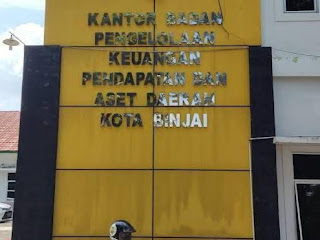 KANTOR BADAN
PENGELOLAAN
KEUANGAN
PENDAPATAN DAN
ASET DAERAH
KOTA BINJAI